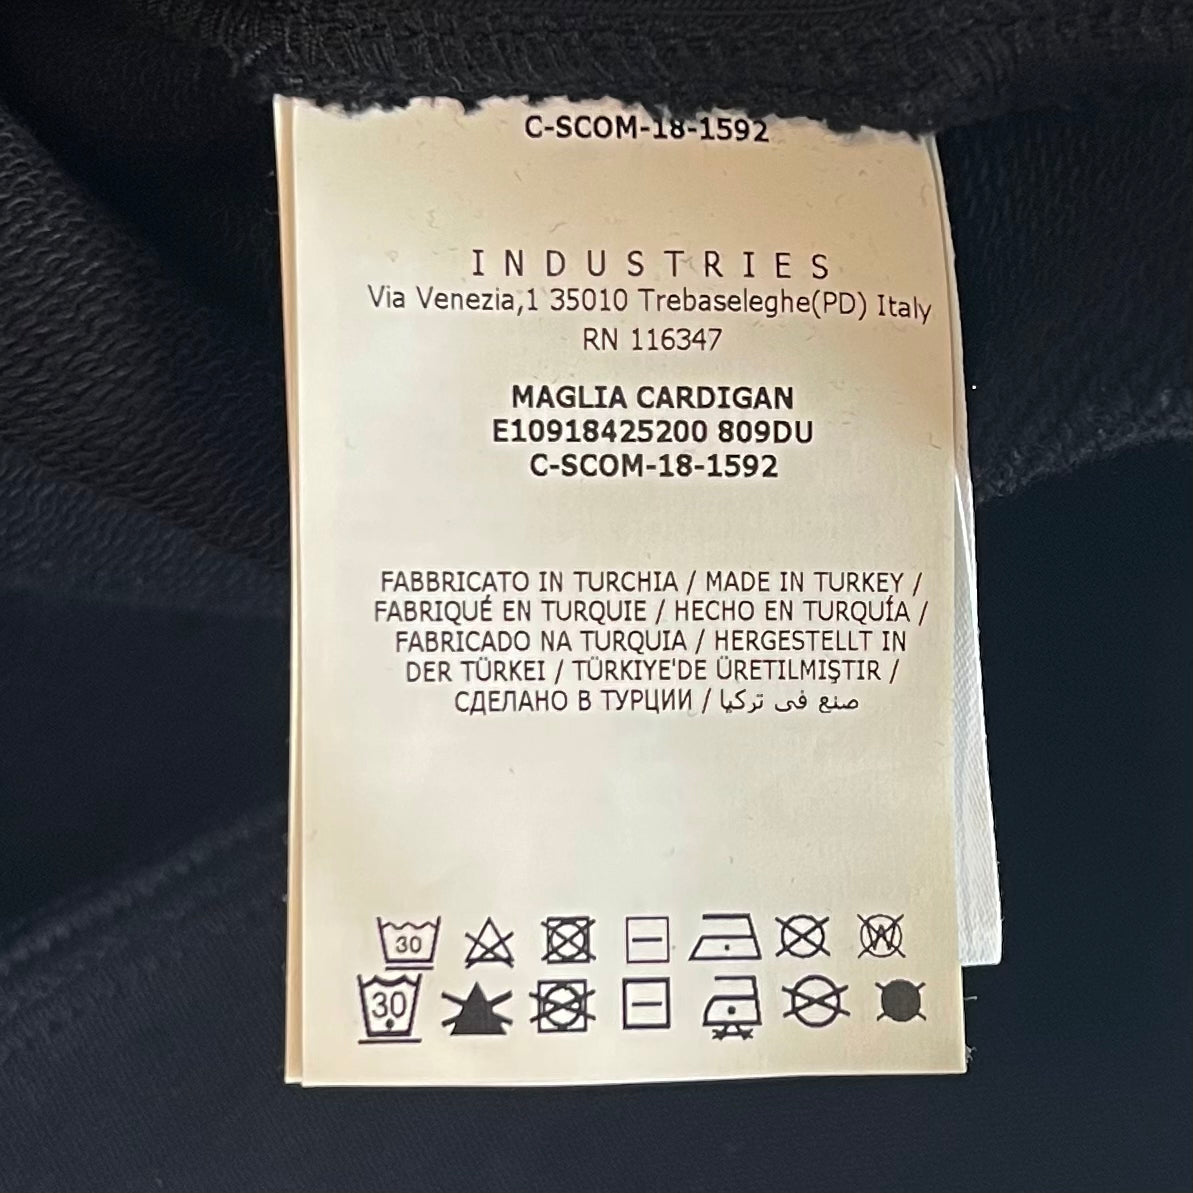 C-SCOM-18-1592
INDUSTRIES
Via Venezia,1 35010 Trebaseleghe(PD) Italy
RN 116347
MAGLIA CARDIGAN
E10918425200 809DU
C-SCOM-18-1592
FABBRICATO IN TURCHIA / MADE IN TURKEY /
FABRIQUÉ EN TURQUIE / HECHO EN TURQUÍA /
FABRICADO NA TURQUIA / HERGESTELLT IN
DER TÜRKEI / TÜRKIYE'DE ÜRETILMIŞTIR /
СДЕЛАНО В ТУРЦИИ / صنع فى تركيا
30 W
30